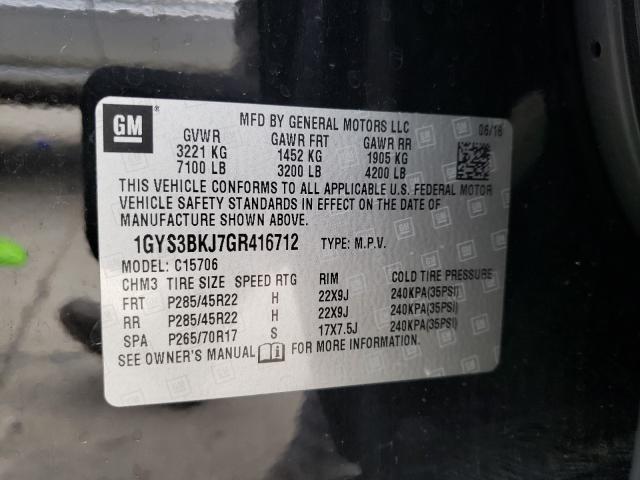 GM
MFD BY GENERAL MOTORS LLC 06/16
GVWR GAWR FRT GAWR RR
3221 KG 1452 KG 1905 KG
7100 LB 3200 LB 4200 LB
THIS VEHICLE CONFORMS TO ALL APPLICABLE U.S. FEDERAL MOTOR
VEHICLE SAFETY STANDARDS IN EFFECT ON THE DATE OF
MANUFACTURE SHOWN ABOVE.
1GYS3BKJ7GR416712 TYPE: M.P.V.
MODEL: C15706
CHM3 TIRE SIZE SPEED RTG RIM COLD TIRE PRESSURE
FRT P285/45R22 H 22X9J 240KPA(35PSI)
RR P285/45R22 H 22X9J 240KPA(35PSI)
SPA P265/70R17 S 17X7.5J 240KPA(35PSI)
SEE OWNER'S MANUAL FOR MORE INFORMATION.